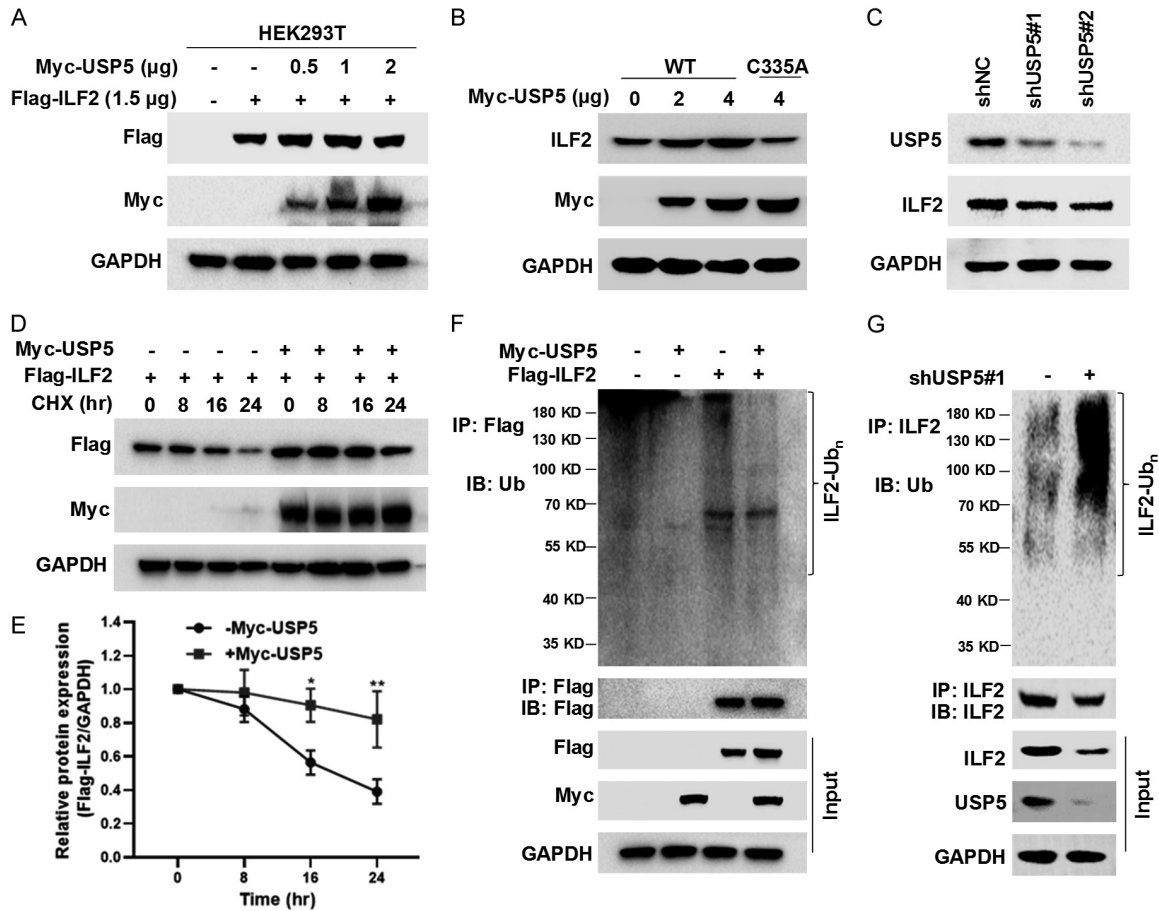 A
HEK293T
Myc-USP5 (µg) - - 0.5 1 2
Flag-ILF2 (1.5 µg) - + + + +
Flag
Myc
GAPDH
B
WT C335A
Myc-USP5 (µg) 0 2 4 4
ILF2
Myc
GAPDH
C
shNC shUSP5#1 shUSP5#2
USP5
ILF2
GAPDH
D
Myc-USP5 - - - - + + + +
Flag-ILF2 + + + + + + + +
CHX (hr) 0 8 16 24 0 8 16 24
Flag
Myc
GAPDH
E
Relative protein expression
(Flag-ILF2/GAPDH)
1.4
1.2
1.0
0.8
0.6
0.4
0.2
0.0
-Myc-USP5
+Myc-USP5
*
**
0 8 16 24
Time (hr)
F
Myc-USP5 - + - +
Flag-ILF2 - - + +
IP: Flag
IB: Ub
180 KD
130 KD
100 KD
70 KD
55 KD
40 KD
35 KD
ILF2-Ubn
IP: Flag
IB: Flag
Flag
Myc
GAPDH
Input
G
shUSP5#1 - +
IP: ILF2
IB: Ub
180 KD
130 KD
100 KD
70 KD
55 KD
40 KD
35 KD
ILF2-Ubn
IP: ILF2
IB: ILF2
ILF2
USP5
GAPDH
Input